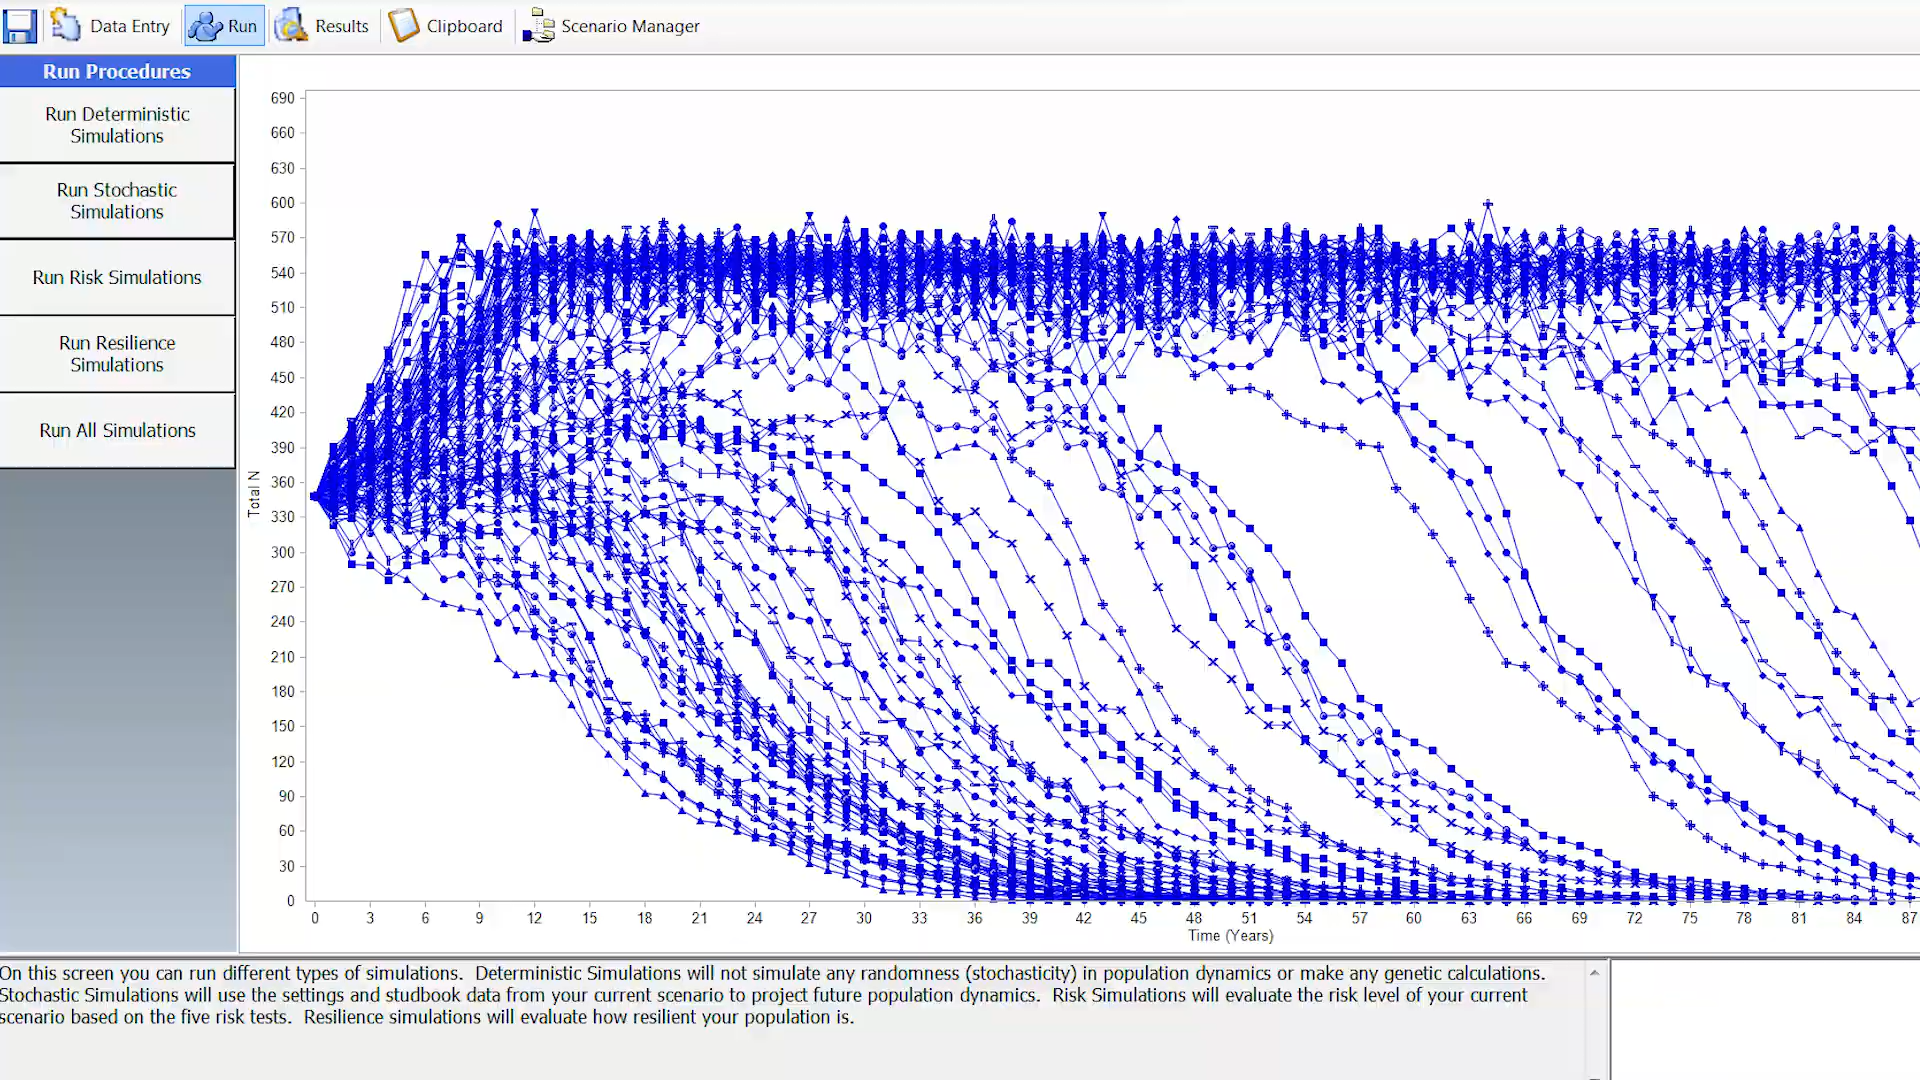 Data Entry Run Results Clipboard Scenario Manager
Run Procedures
Run Deterministic
Simulations
Run Stochastic
Simulations
Run Risk Simulations
Run Resilience
Simulations
Run All Simulations
Total N
690
660
630
600
570
540
510
480
450
420
390
360
330
300
270
240
210
180
150
120
90
60
30
0
0 3 6 9 12 15 18 21 24 27 30 33 36 39 42 45 48 51 54 57 60 63 66 69 72 75 78 81 84 87
Time (Years)
On this screen you can run different types of simulations. Deterministic Simulations will not simulate any randomness (stochasticity) in population dynamics or make any genetic calculations.
Stochastic Simulations will use the settings and studbook data from your current scenario to project future population dynamics. Risk Simulations will evaluate the risk level of your current
scenario based on the five risk tests. Resilience simulations will evaluate how resilient your population is.